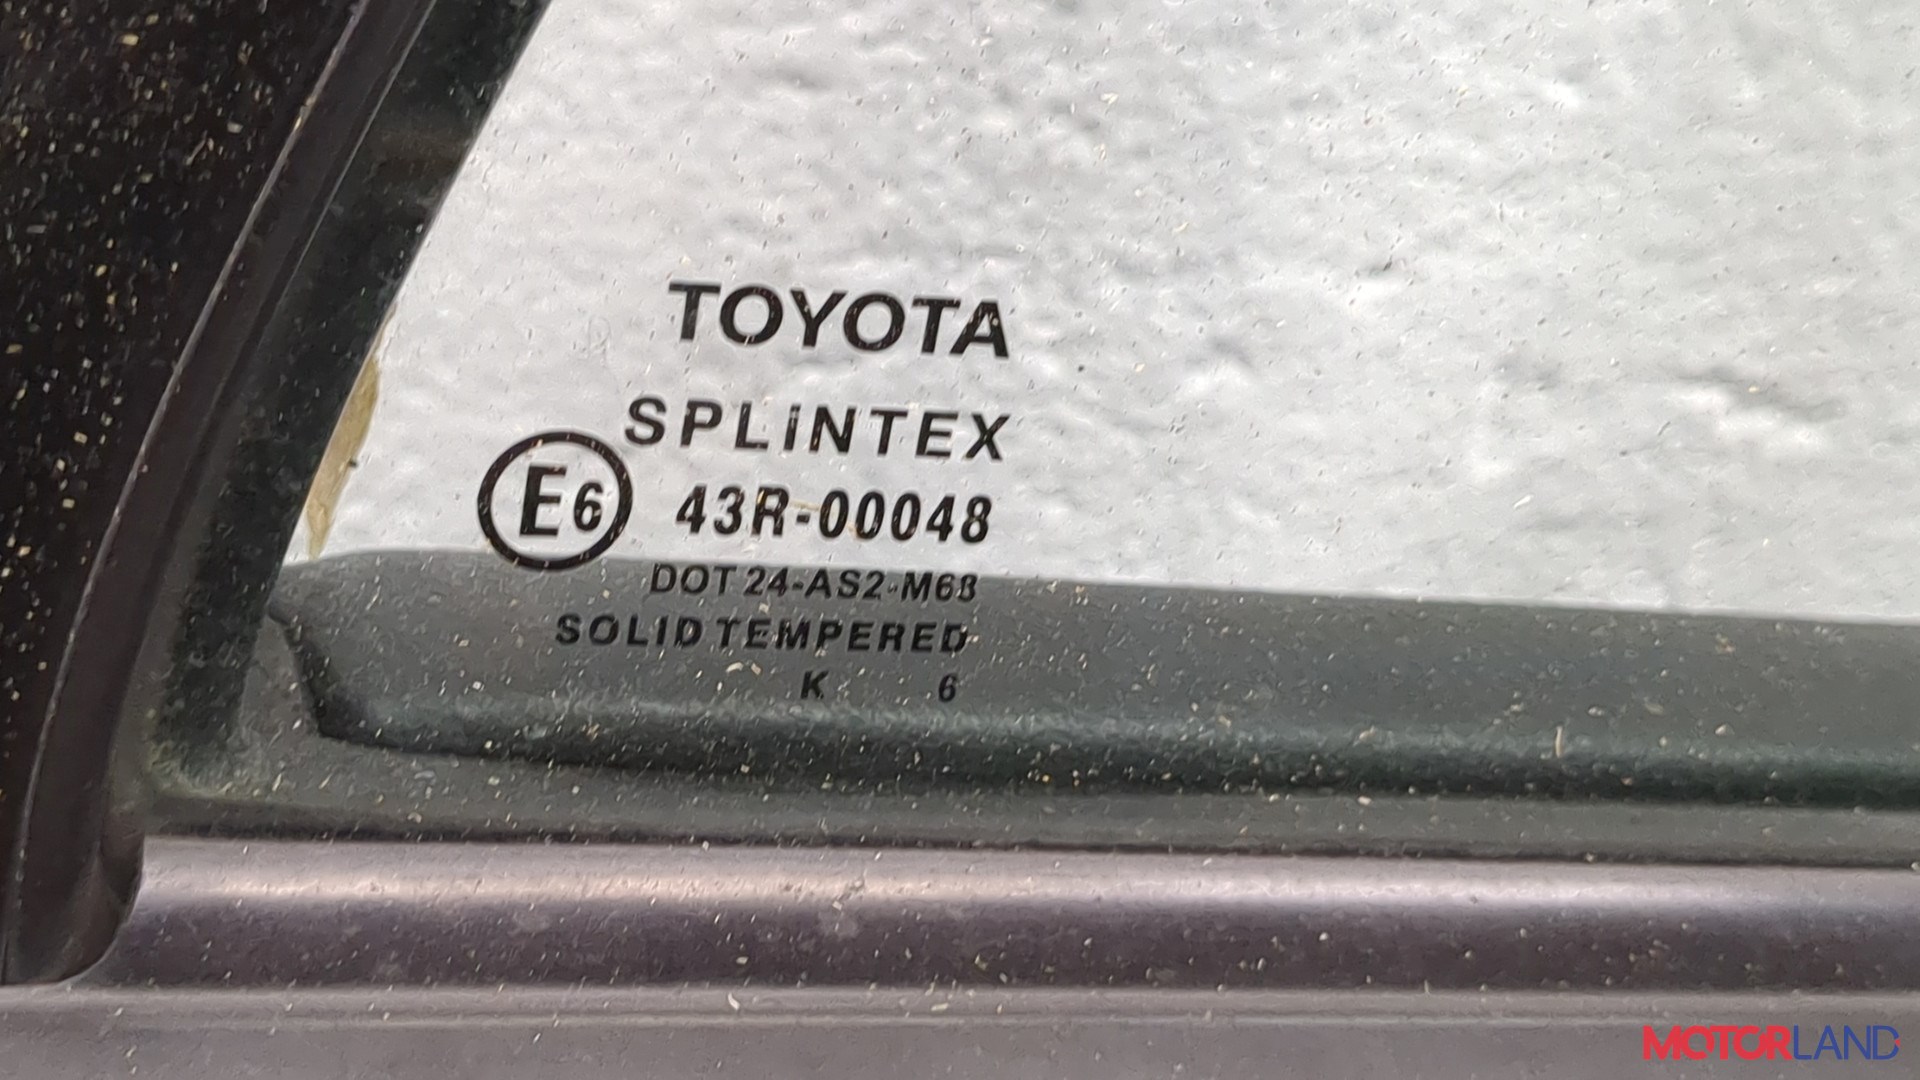 TOYOTA
SPLINTEX
E6 43R-00048
DOT 24-AS2-M68
SOLID TEMPERED
K 6
MOTORLAND